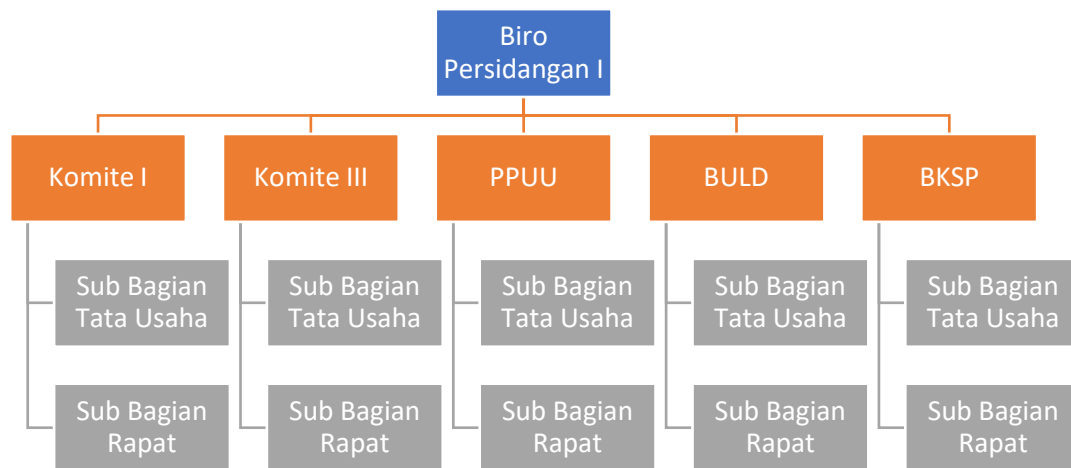 Biro
Persidangan I
Komite I
Komite III
PPUU
BULD
BKSP
Sub Bagian
Tata Usaha
Sub Bagian
Tata Usaha
Sub Bagian
Tata Usaha
Sub Bagian
Tata Usaha
Sub Bagian
Tata Usaha
Sub Bagian
Rapat
Sub Bagian
Rapat
Sub Bagian
Rapat
Sub Bagian
Rapat
Sub Bagian
Rapat